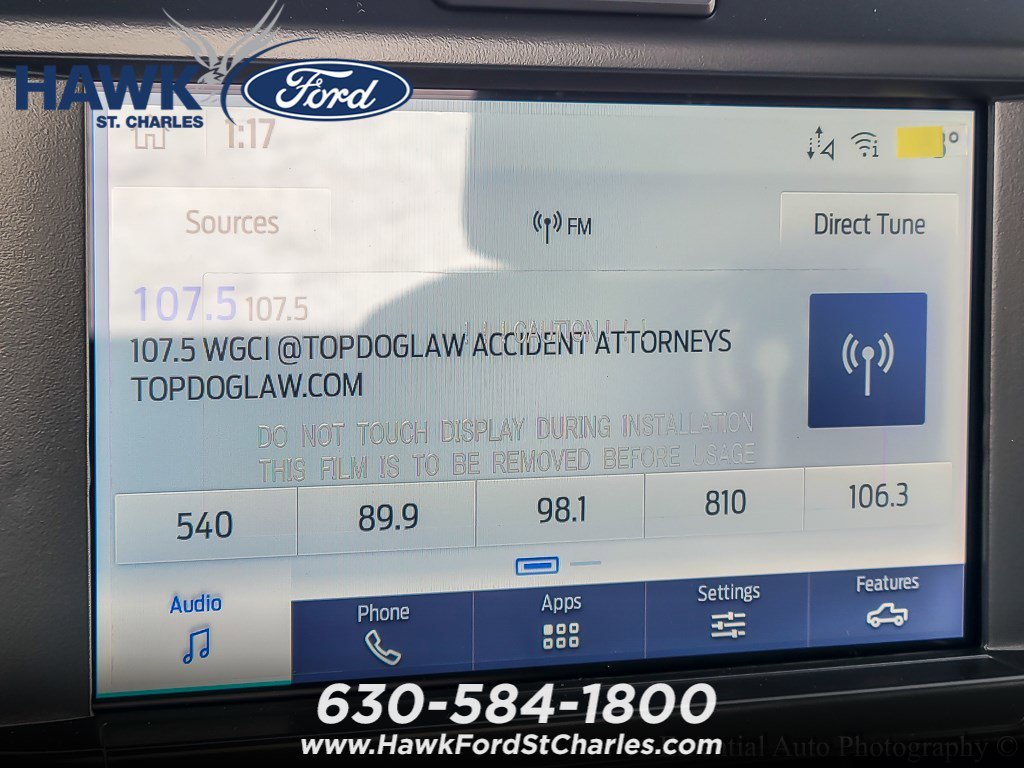 HAWK Ford
ST. CHARLES
1:17
°
Sources
FM
Direct Tune
107.5 107.5
! ! ! CAUTION ! ! !
107.5 WGCI @TOPDOGLAW ACCIDENT ATTORNEYS
TOPDOGLAW.COM
DO NOT TOUCH DISPLAY DURING INSTALLATION
THIS FILM IS TO BE REMOVED BEFORE USAGE
540 89.9 98.1 810 106.3
Audio Phone Apps Settings Features
630-584-1800
www.HawkFordStCharles.com
Auto Photography ©